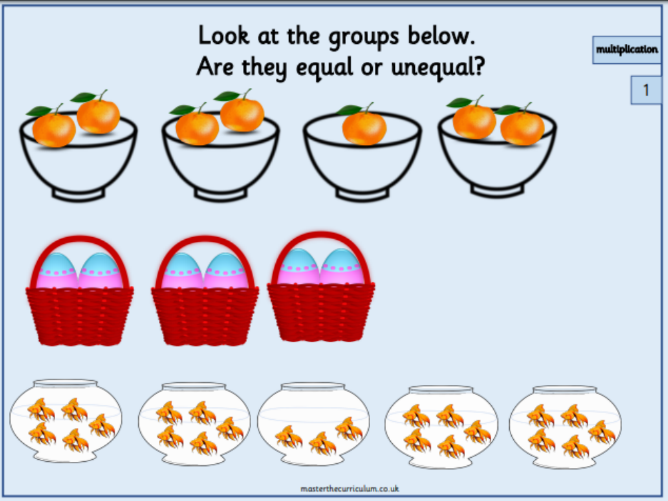 Look at the groups below.
Are they equal or unequal?
multiplication
1
masterthecurriculum.co.uk